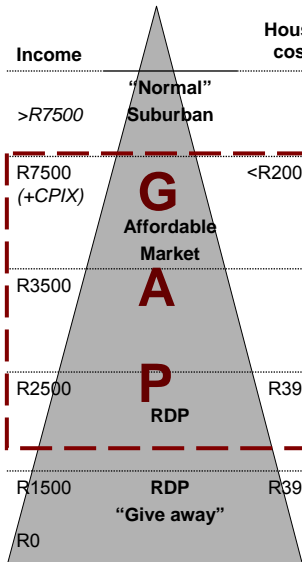 Income
Hous
cos
"Normal"
>R7500
Suburban
R7500
<R200
(+CPIX)
G
Affordable
Market
R3500
A
P
R2500
R39
RDP
R1500
RDP
R39
"Give away"
R0